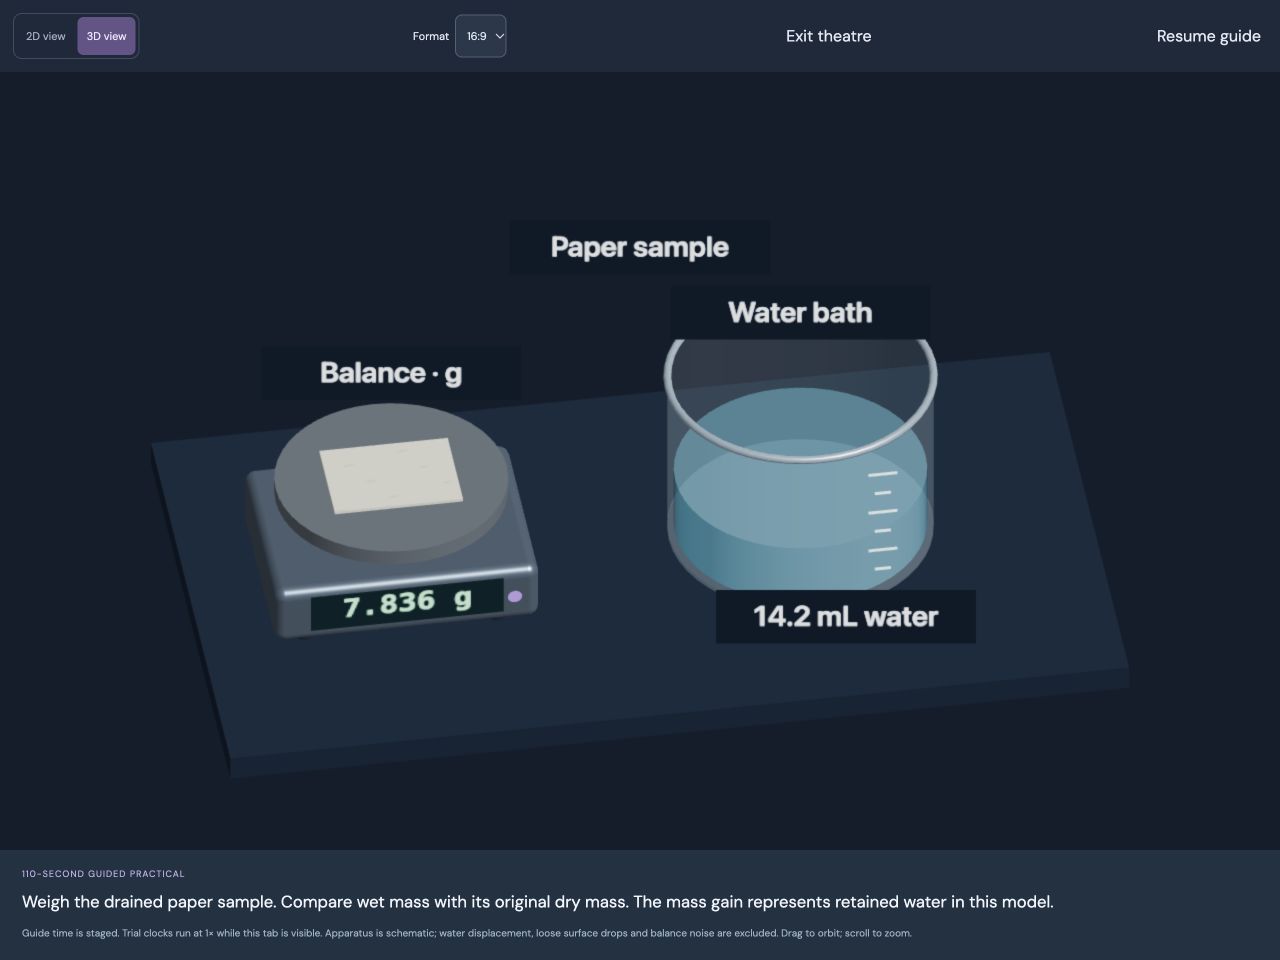 2D view
3D view
Format
16:9
Exit theatre
Resume guide
Paper sample
Water bath
Balance · g
7.836 g
14.2 mL water
110-SECOND GUIDED PRACTICAL
Weigh the drained paper sample. Compare wet mass with its original dry mass. The mass gain represents retained water in this model.
Guide time is staged. Trial clocks run at 1× while this tab is visible. Apparatus is schematic; water displacement, loose surface drops and balance noise are excluded. Drag to orbit; scroll to zoom.